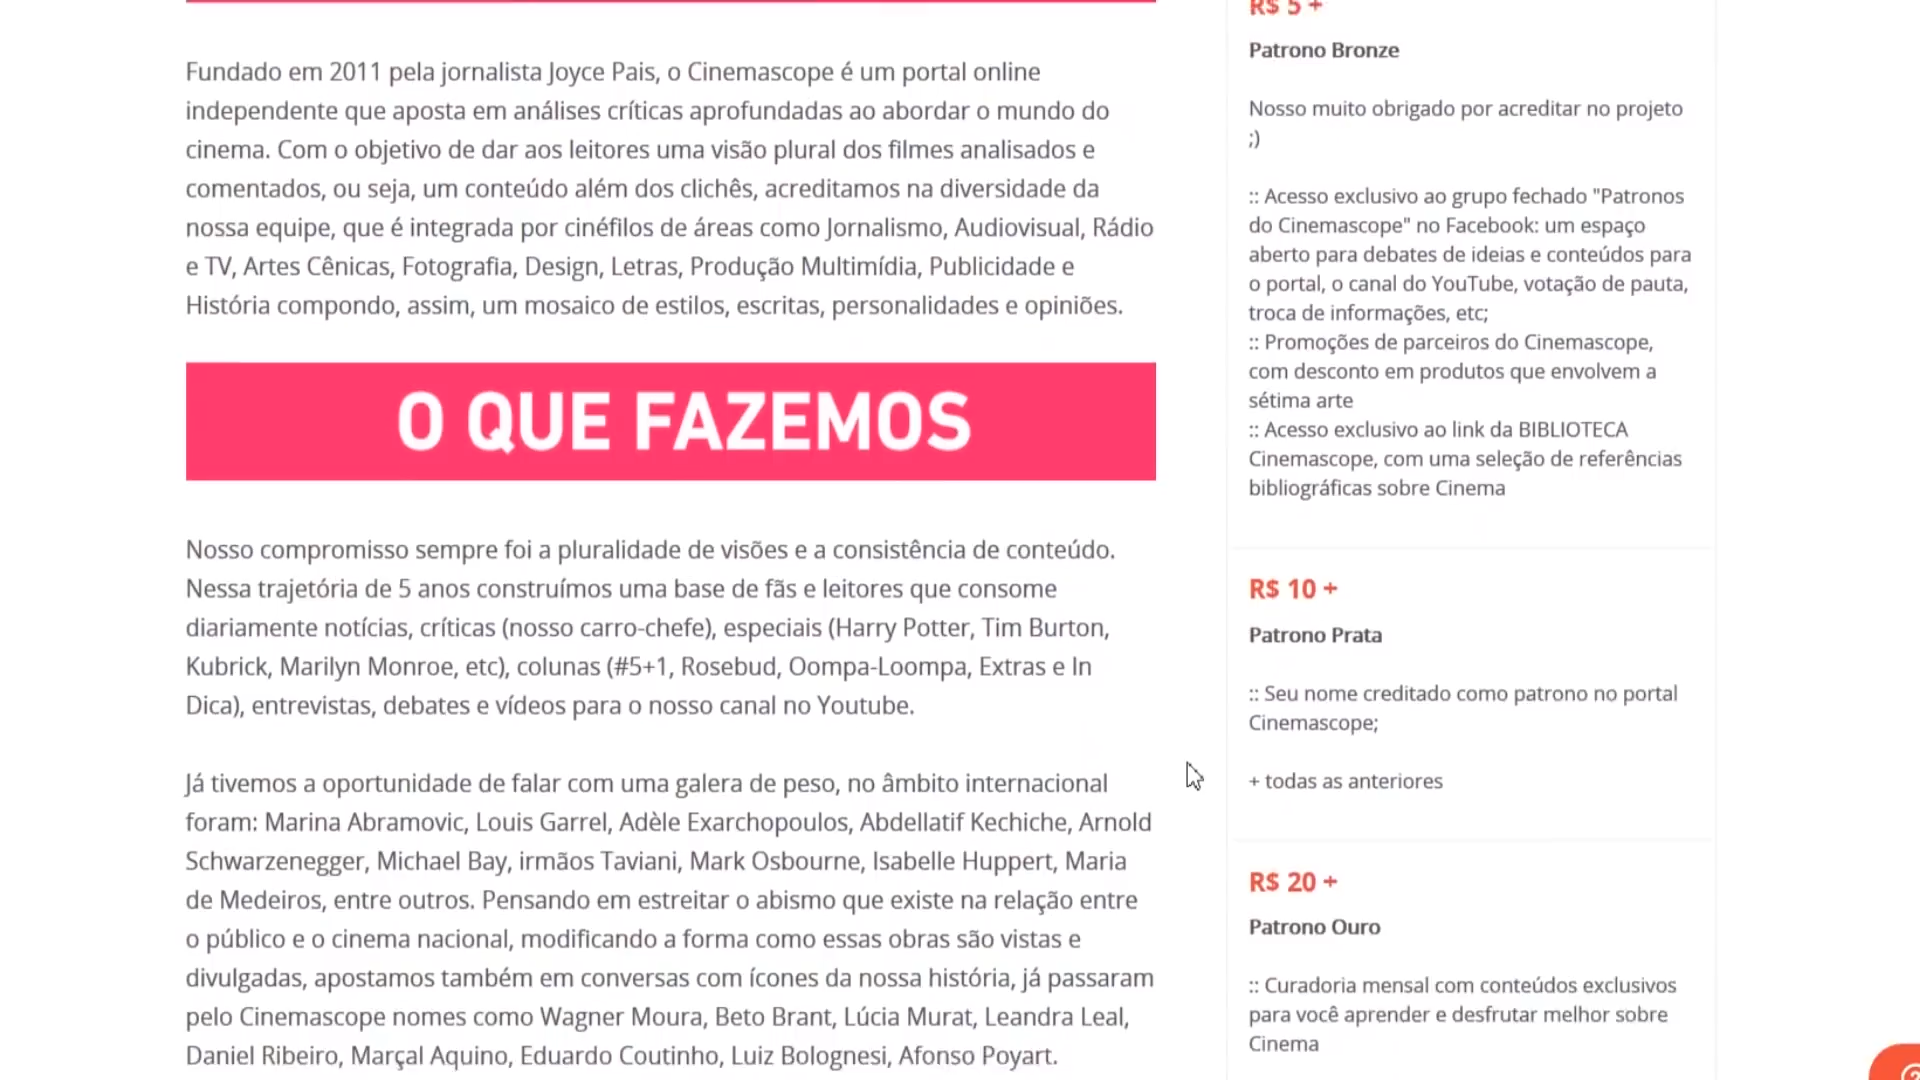 Fundado em 2011 pela jornalista Joyce Pais, o Cinemascope é um portal online
independente que aposta em análises críticas aprofundadas ao abordar o mundo do
cinema. Com o objetivo de dar aos leitores uma visão plural dos filmes analisados e
comentados, ou seja, um conteúdo além dos clichês, acreditamos na diversidade da
nossa equipe, que é integrada por cinéfilos de áreas como Jornalismo, Audiovisual, Rádio
e TV, Artes Cênicas, Fotografia, Design, Letras, Produção Multimídia, Publicidade e
História compondo, assim, um mosaico de estilos, escritas, personalidades e opiniões.
O QUE FAZEMOS
Nosso compromisso sempre foi a pluralidade de visões e a consistência de conteúdo.
Nessa trajetória de 5 anos construímos uma base de fãs e leitores que consome
diariamente notícias, críticas (nosso carro-chefe), especiais (Harry Potter, Tim Burton,
Kubrick, Marilyn Monroe, etc), colunas (#5+1, Rosebud, Oompa-Loompa, Extras e In
Dica), entrevistas, debates e vídeos para o nosso canal no Youtube.
Já tivemos a oportunidade de falar com uma galera de peso, no âmbito internacional
foram: Marina Abramovic, Louis Garrel, Adèle Exarchopoulos, Abdellatif Kechiche, Arnold
Schwarzenegger, Michael Bay, irmãos Taviani, Mark Osbourne, Isabelle Huppert, Maria
de Medeiros, entre outros. Pensando em estreitar o abismo que existe na relação entre
o público e o cinema nacional, modificando a forma como essas obras são vistas e
divulgadas, apostamos também em conversas com ícones da nossa história, já passaram
pelo Cinemascope nomes como Wagner Moura, Beto Brant, Lúcia Murat, Leandra Leal,
Daniel Ribeiro, Marçal Aquino, Eduardo Coutinho, Luiz Bolognesi, Afonso Poyart.
R$ 5 +
Patrono Bronze
Nosso muito obrigado por acreditar no projeto
;)
:: Acesso exclusivo ao grupo fechado "Patronos
do Cinemascope" no Facebook: um espaço
aberto para debates de ideias e conteúdos para
o portal, o canal do YouTube, votação de pauta,
troca de informações, etc;
:: Promoções de parceiros do Cinemascope,
com desconto em produtos que envolvem a
sétima arte
:: Acesso exclusivo ao link da BIBLIOTECA
Cinemascope, com uma seleção de referências
bibliográficas sobre Cinema
R$ 10 +
Patrono Prata
:: Seu nome creditado como patrono no portal
Cinemascope;
+ todas as anteriores
R$ 20 +
Patrono Ouro
:: Curadoria mensal com conteúdos exclusivos
para você aprender e desfrutar melhor sobre
Cinema